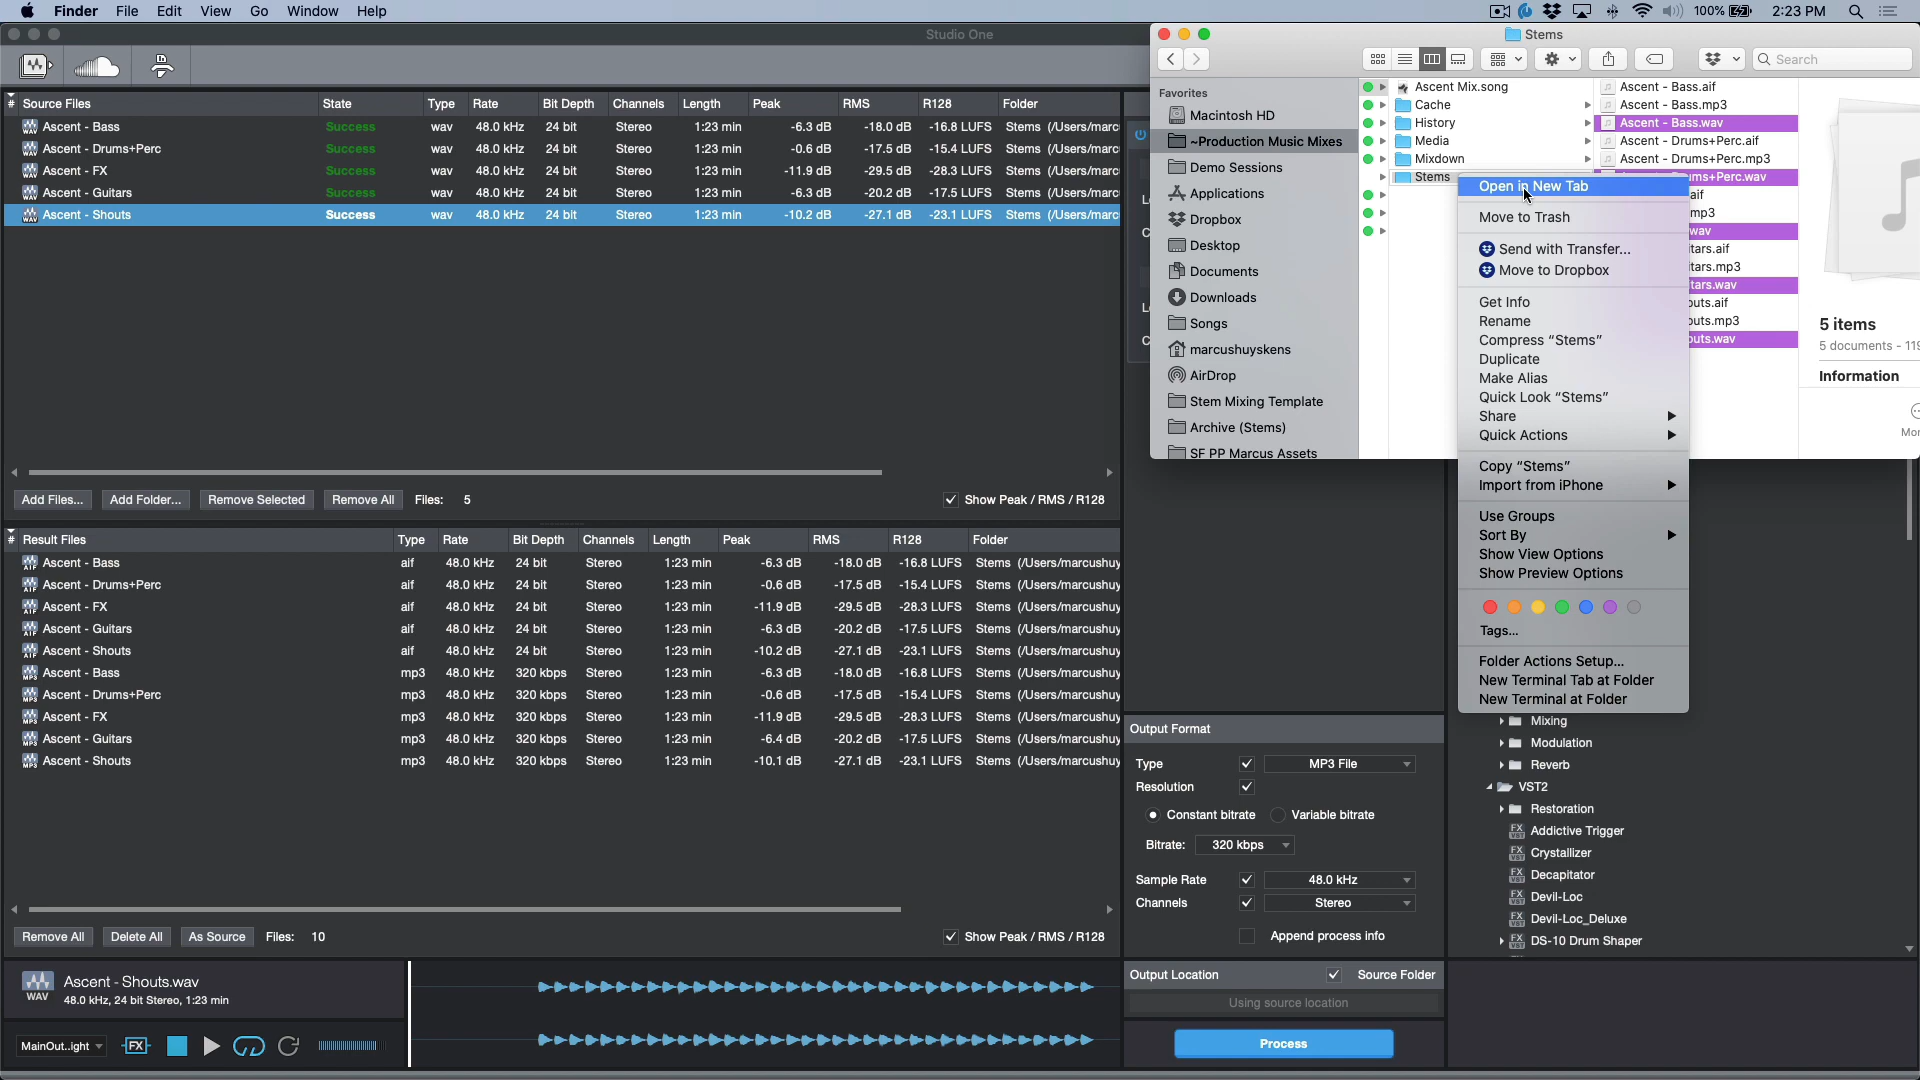 Finder File Edit View Go Window Help
100% 2:23 PM
Studio One
# Source Files State Type Rate Bit Depth Channels Length Peak RMS R128 Folder
Ascent - Bass Success wav 48.0 kHz 24 bit Stereo 1:23 min -6.3 dB -18.0 dB -16.8 LUFS Stems (/Users/marc
Ascent - Drums+Perc Success wav 48.0 kHz 24 bit Stereo 1:23 min -0.6 dB -17.5 dB -15.4 LUFS Stems (/Users/marc
Ascent - FX Success wav 48.0 kHz 24 bit Stereo 1:23 min -11.9 dB -29.5 dB -28.3 LUFS Stems (/Users/marc
Ascent - Guitars Success wav 48.0 kHz 24 bit Stereo 1:23 min -6.3 dB -20.2 dB -17.5 LUFS Stems (/Users/marc
Ascent - Shouts Success wav 48.0 kHz 24 bit Stereo 1:23 min -10.2 dB -27.1 dB -23.1 LUFS Stems (/Users/marc
Add Files... Add Folder... Remove Selected Remove All Files: 5 Show Peak / RMS / R128
# Result Files Type Rate Bit Depth Channels Length Peak RMS R128 Folder
Ascent - Bass aif 48.0 kHz 24 bit Stereo 1:23 min -6.3 dB -18.0 dB -16.8 LUFS Stems (/Users/marcushuy
Ascent - Drums+Perc aif 48.0 kHz 24 bit Stereo 1:23 min -0.6 dB -17.5 dB -15.4 LUFS Stems (/Users/marcushuy
Ascent - FX aif 48.0 kHz 24 bit Stereo 1:23 min -11.9 dB -29.5 dB -28.3 LUFS Stems (/Users/marcushuy
Ascent - Guitars aif 48.0 kHz 24 bit Stereo 1:23 min -6.3 dB -20.2 dB -17.5 LUFS Stems (/Users/marcushuy
Ascent - Shouts aif 48.0 kHz 24 bit Stereo 1:23 min -10.2 dB -27.1 dB -23.1 LUFS Stems (/Users/marcushuy
Ascent - Bass mp3 48.0 kHz 320 kbps Stereo 1:23 min -6.3 dB -18.0 dB -16.8 LUFS Stems (/Users/marcushuy
Ascent - Drums+Perc mp3 48.0 kHz 320 kbps Stereo 1:23 min -0.6 dB -17.5 dB -15.4 LUFS Stems (/Users/marcushuy
Ascent - FX mp3 48.0 kHz 320 kbps Stereo 1:23 min -11.9 dB -29.5 dB -28.3 LUFS Stems (/Users/marcushuy
Ascent - Guitars mp3 48.0 kHz 320 kbps Stereo 1:23 min -6.4 dB -20.2 dB -17.5 LUFS Stems (/Users/marcushuy
Ascent - Shouts mp3 48.0 kHz 320 kbps Stereo 1:23 min -10.1 dB -27.1 dB -23.1 LUFS Stems (/Users/marcushuy
Remove All Delete All As Source Files: 10 Show Peak / RMS / R128
WAV
Ascent - Shouts.wav
48.0 kHz, 24 bit Stereo, 1:23 min
MainOut..ight FX
Stems
Search
Favorites
Macintosh HD
~Production Music Mixes
Demo Sessions
Applications
Dropbox
Desktop
Documents
Downloads
Songs
marcushuyskens
AirDrop
Stem Mixing Template
Archive (Stems)
SF PP Marcus Assets
Ascent Mix.song
Cache
History
Media
Mixdown
Stems
Ascent - Bass.aif
Ascent - Bass.mp3
Ascent - Bass.wav
Ascent - Drums+Perc.aif
Ascent - Drums+Perc.mp3
ms+Perc.wav
aif
mp3
wav
tars.aif
itars.mp3
tars.wav
outs.aif
outs.mp3
outs.wav
5 items
5 documents - 119
Information
Mor
Open in New Tab
Move to Trash
Send with Transfer...
Move to Dropbox
Get Info
Rename
Compress “Stems”
Duplicate
Make Alias
Quick Look “Stems”
Share
Quick Actions
Copy “Stems”
Import from iPhone
Use Groups
Sort By
Show View Options
Show Preview Options
Tags...
Folder Actions Setup...
New Terminal Tab at Folder
New Terminal at Folder
Output Format
Type MP3 File
Resolution
Constant bitrate Variable bitrate
Bitrate: 320 kbps
Sample Rate 48.0 kHz
Channels Stereo
Append process info
Output Location Source Folder
Using source location
Process
Mixing
Modulation
Reverb
VST2
Restoration
Addictive Trigger
Crystallizer
Decapitator
Devil-Loc
Devil-Loc_Deluxe
DS-10 Drum Shaper